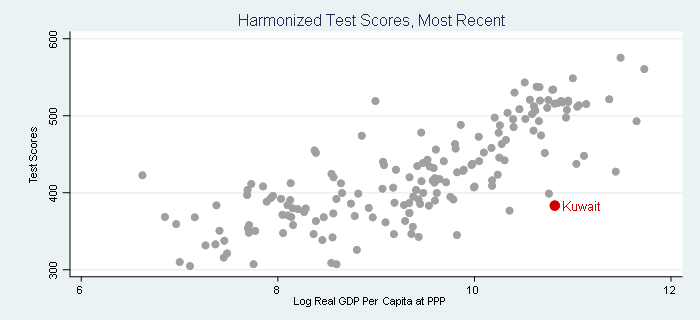 Harmonized Test Scores, Most Recent
600
500
400
300
Test Scores
Kuwait
6
8
10
12
Log Real GDP Per Capita at PPP